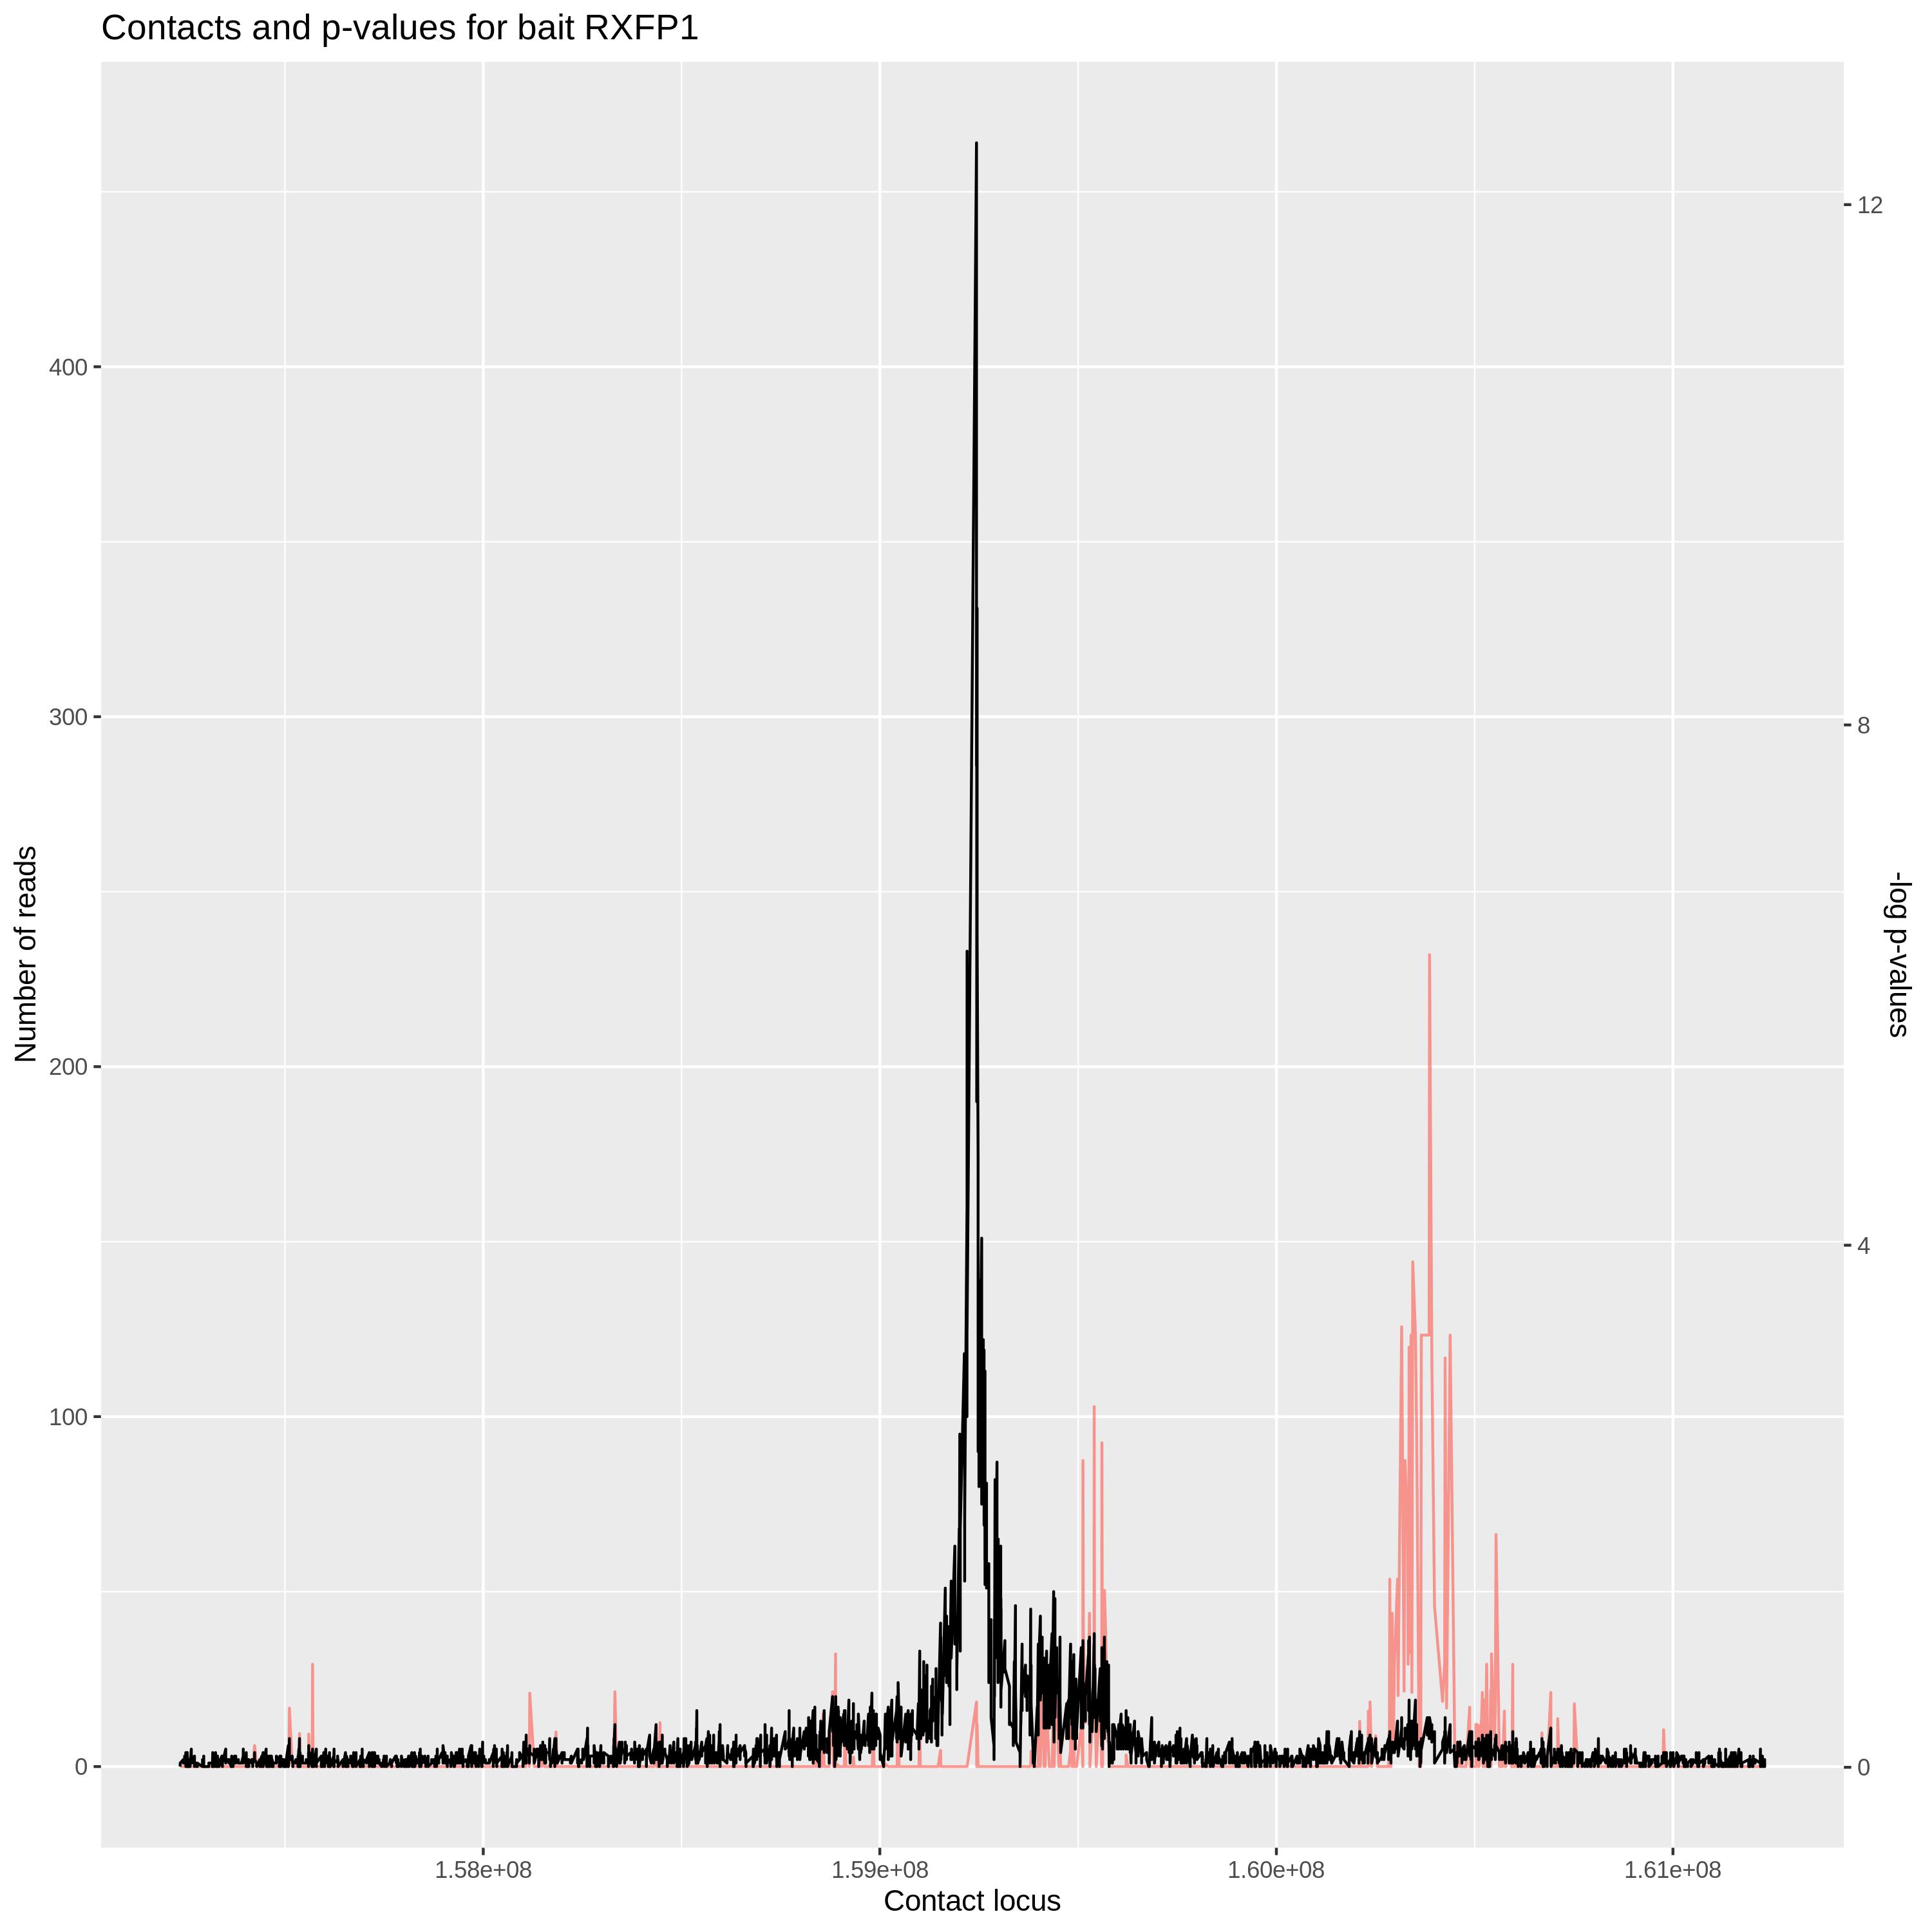 Contacts and p-values for bait RXFP1
Number of reads
400
300
200
100
0
12
8
4
0
-log p-values
1.58e+08
1.59e+08
1.60e+08
1.61e+08
Contact locus